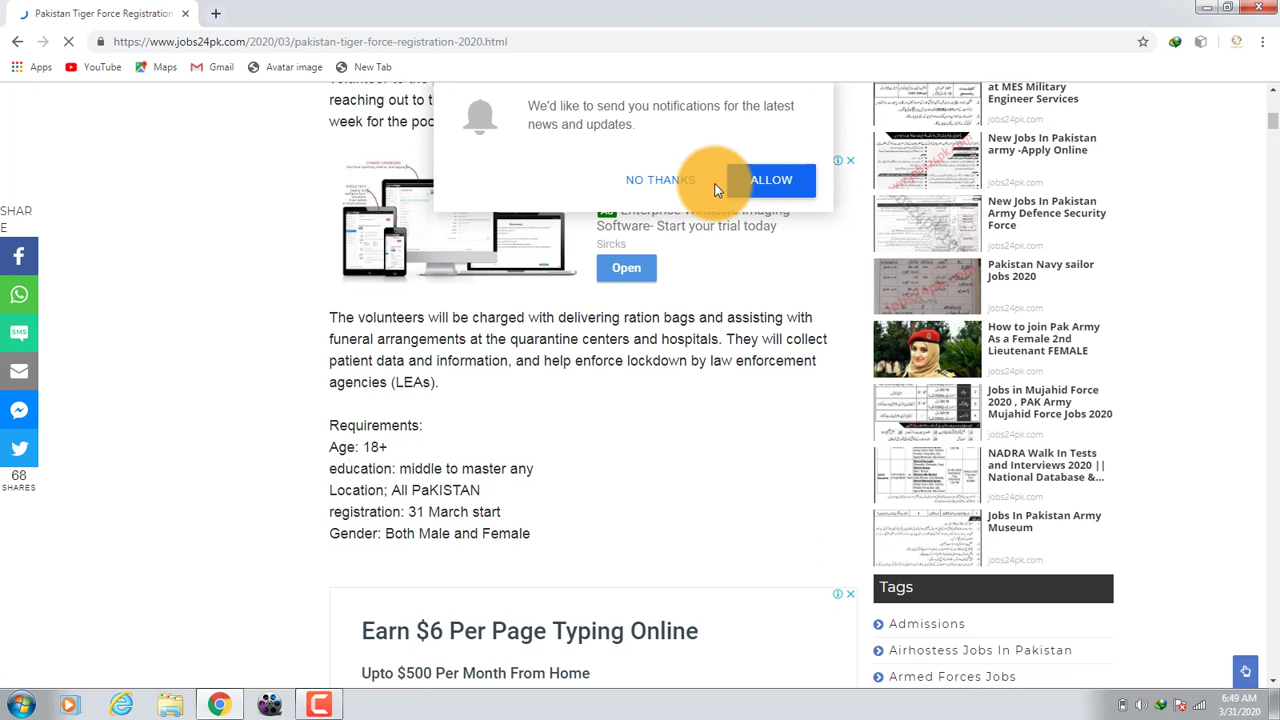 Pakistan Tiger Force Registration
https://www.jobs24pk.com/2020/03/pakistan-tiger-force-registration-2020.html
Apps
YouTube
Maps
Gmail
Avatar image
New Tab
reaching out to t
week from the pos
We'd like to send you notifications for the latest
news and updates.
ALLOW
Software- Start your trial today
Sircks
Open
SHAR
E
SMS
68
SHARES
The volunteers will be charged with delivering food bags and helping with
funeral arrangements at the quarantine centers and hospitals. They will collect
patient data and information, and help enforce lockdown by law enforcement
agencies (LEAs).
Requirements:
Age: 18 or above
education:middle to maney
Location:all PaKISTAN
registration: 31 March start
Gender: Both Male and Female
Earn $6 Per Page Typing Online
Upto $500 Per Month From Home
at MES Military
Engineer Services
jobs24pk.com
New Jobs In Pakistan
army -Apply Online
jobs24pk.com
New Jobs In Pakistan
Army Defence Security
Force
jobs24pk.com
Pakistan Navy sailor
Jobs 2020
jobs24pk.com
How to join Pak Army
As a Female 2nd
Lieutenant FEMALE
jobs24pk.com
Jobs in Mujahid Force
2020 , PAK Army
Mujahid Force Jobs 2020
jobs24pk.com
NADRA Walk In Test
and Interviews 2020 -
National Database
jobs24pk.com
Jobs In Pakistan Army
Museum
jobs24pk.com
Tags
Admissions
Airhostess Jobs In Pakistan
Armed Forces Jobs
6:49 AM
3/31/2020